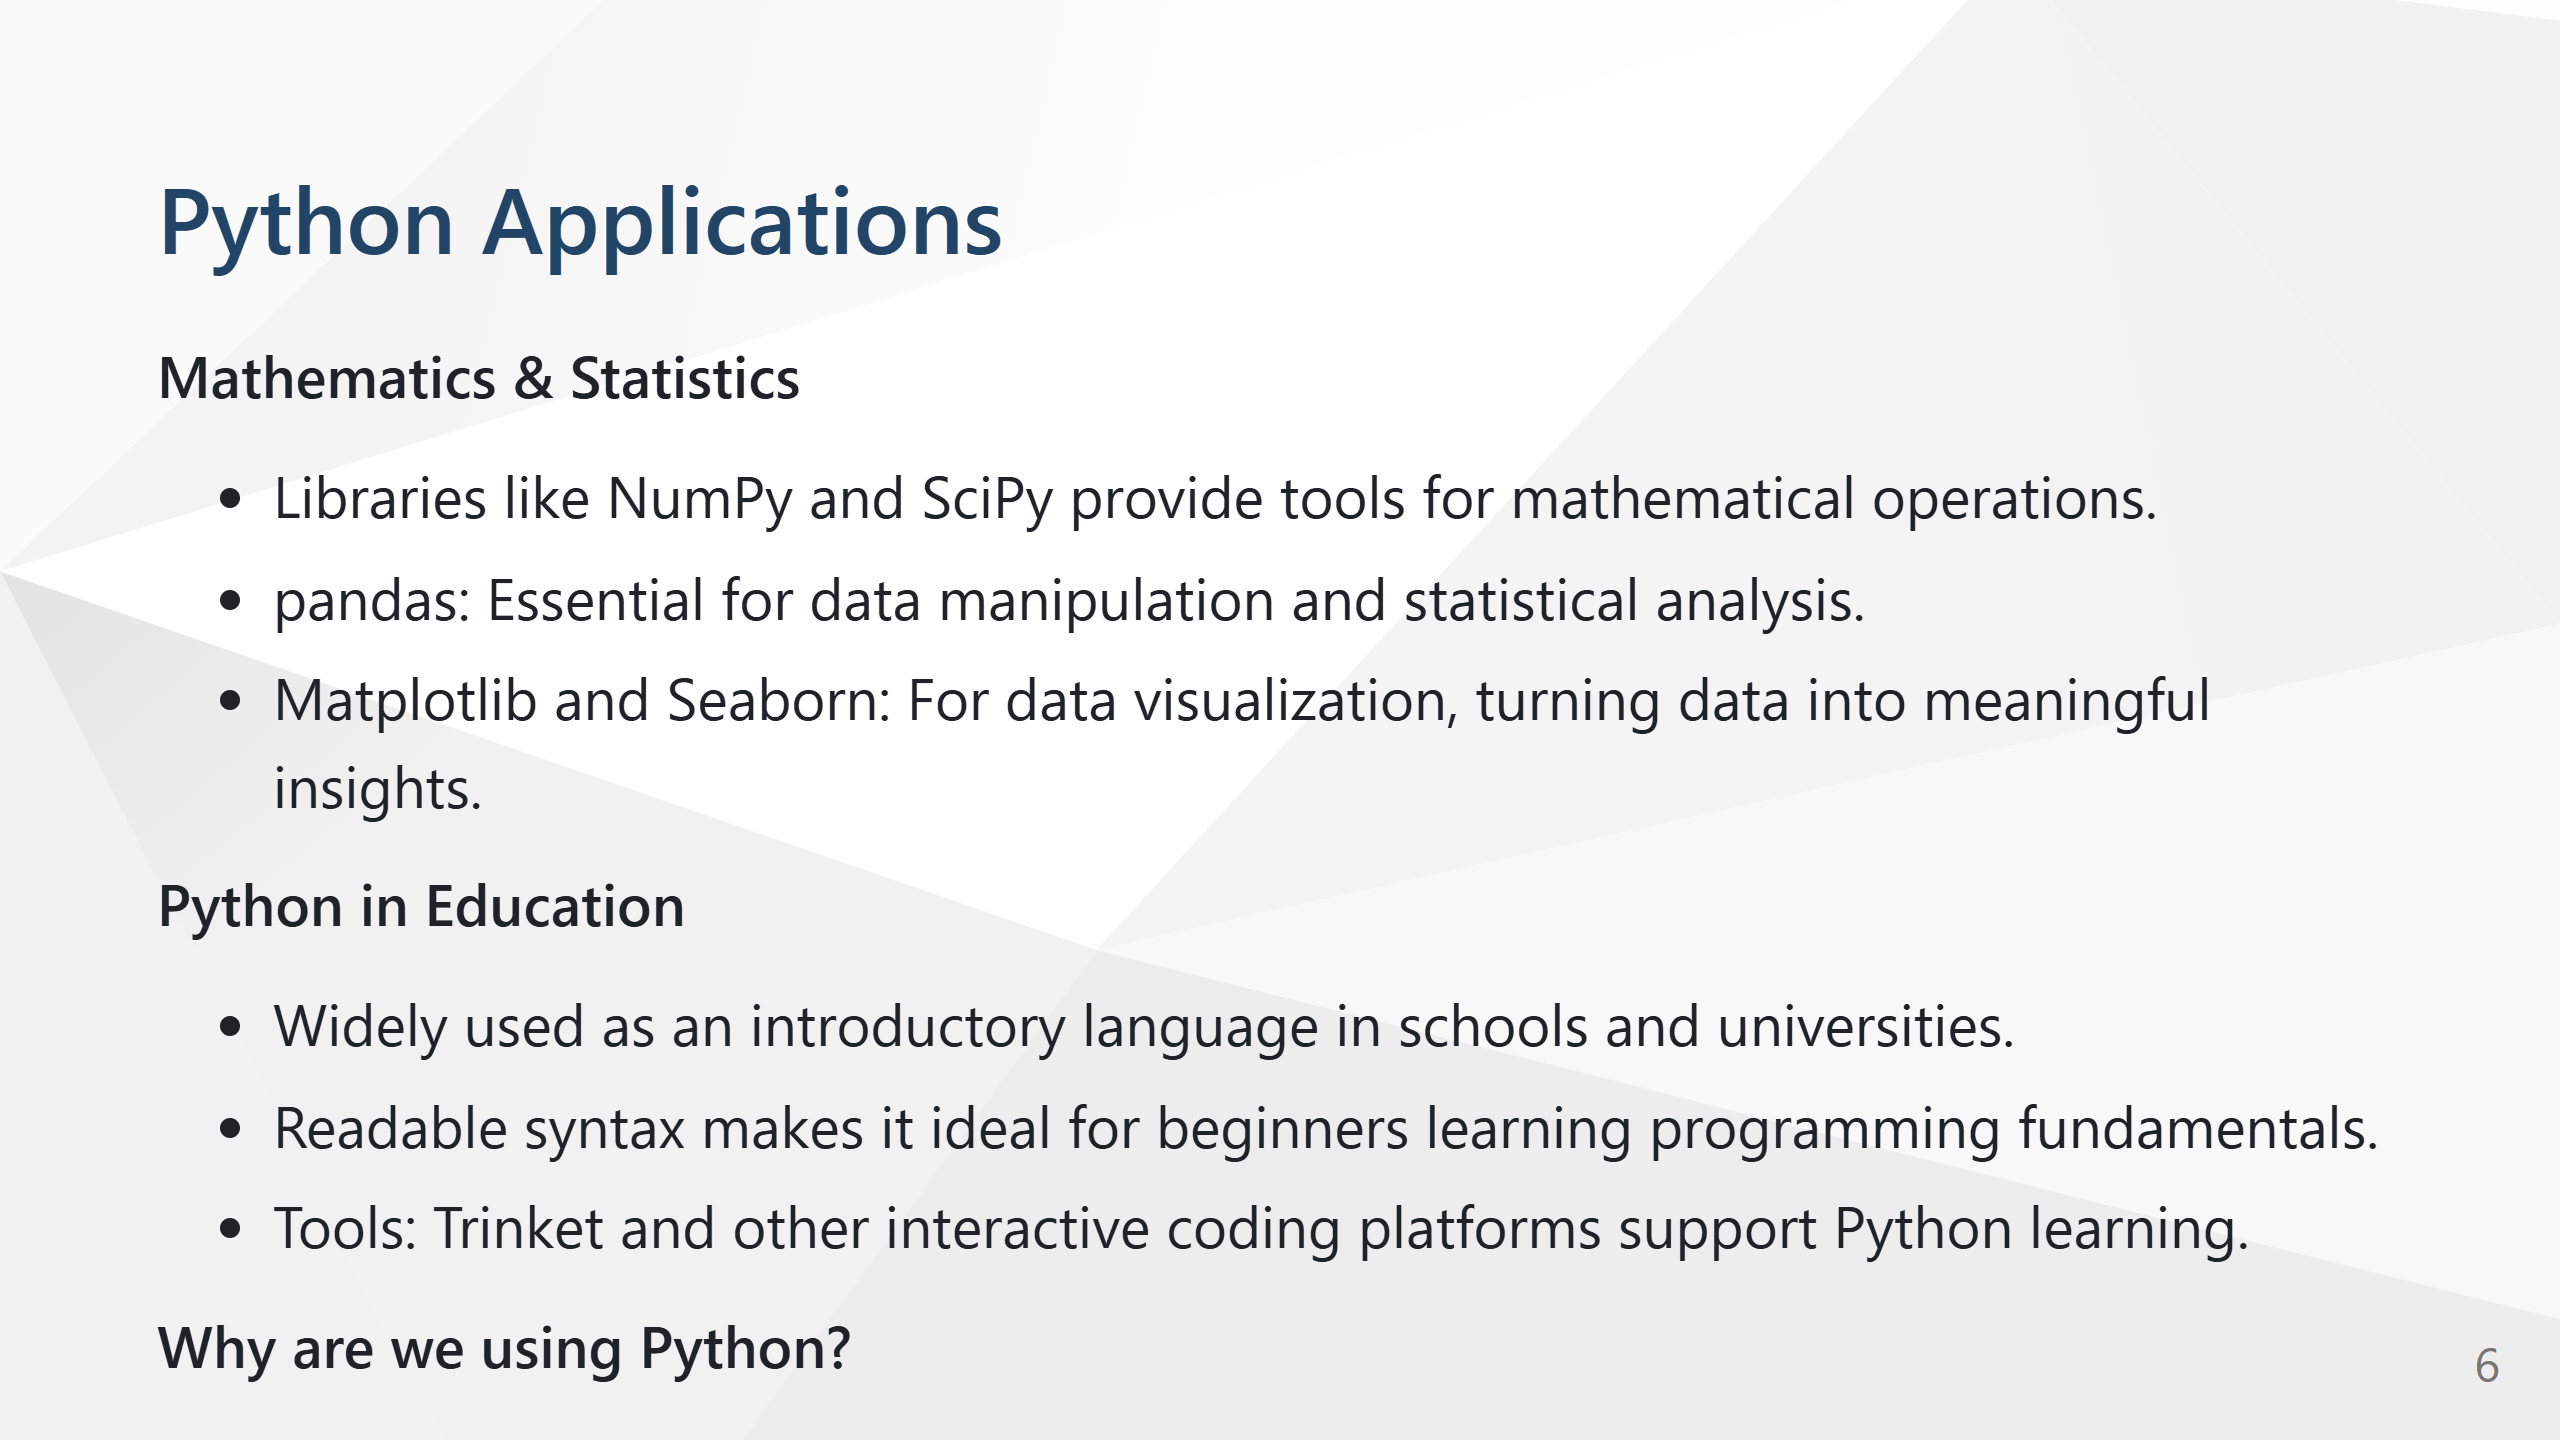 Python Applications
Mathematics & Statistics
• Libraries like NumPy and SciPy provide tools for mathematical operations.
• pandas: Essential for data manipulation and statistical analysis.
• Matplotlib and Seaborn: For data visualization, turning data into meaningful
insights.
Python in Education
• Widely used as an introductory language in schools and universities.
• Readable syntax makes it ideal for beginners learning programming fundamentals.
• Tools: Trinket and other interactive coding platforms support Python learning.
Why are we using Python?
6